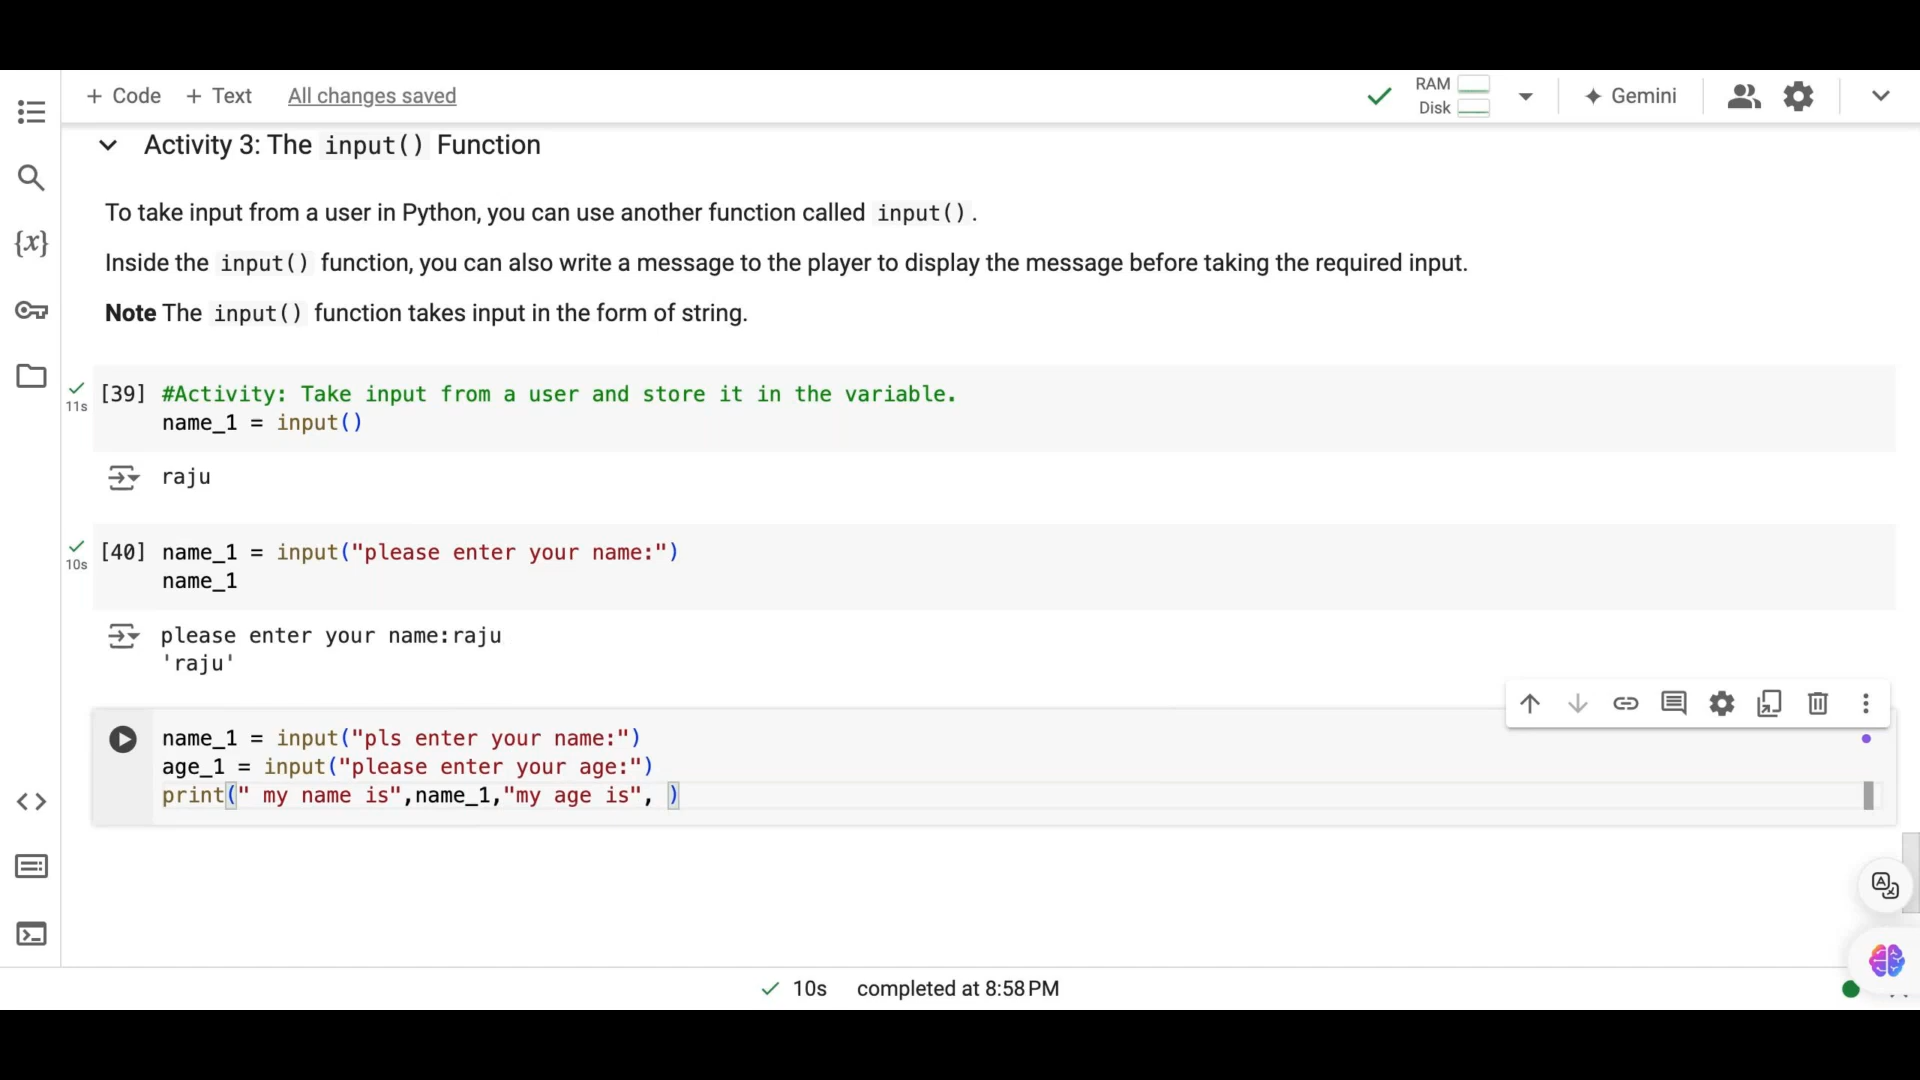 + Code + Text All changes saved
RAM
Disk
Gemini
Activity 3: The input() Function
To take input from a user in Python, you can use another function called input().
Inside the input() function, you can also write a message to the player to display the message before taking the required input.
Note The input() function takes input in the form of string.
[39] #Activity: Take input from a user and store it in the variable.
11s
name_1 = input()
raju
[40] name_1 = input("please enter your name:")
10s
name_1
please enter your name:raju
'raju'
name_1 = input("pls enter your name:")
age_1 = input("please enter your age:")
print(" my name is",name_1,"my age is", )
10s completed at 8:58 PM